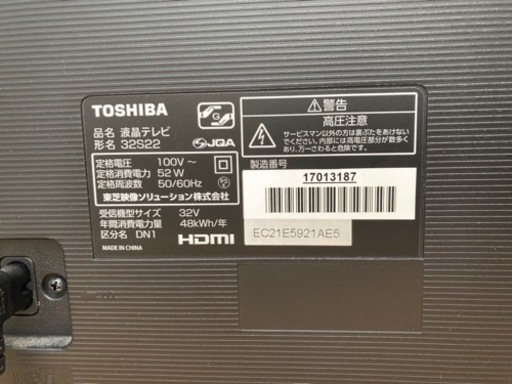 TOSHIBA
品名 液晶テレビ
形名 32S22
JQA
定格電圧 100V～
定格消費電力 52W
定格周波数 50/60Hz
東芝映像ソリューション株式会社
受信機型サイズ 32V
年間消費電力量 48kWh/年
区分名 DN1
MADE IN CHINA
HDMI
警告
高圧注意
サービスマン以外の方は裏ぶたをあけない
でください。内部には高電圧部分が数多く
あり、万一さわると危険です。
製造番号
17013187
EC21E5921AE5